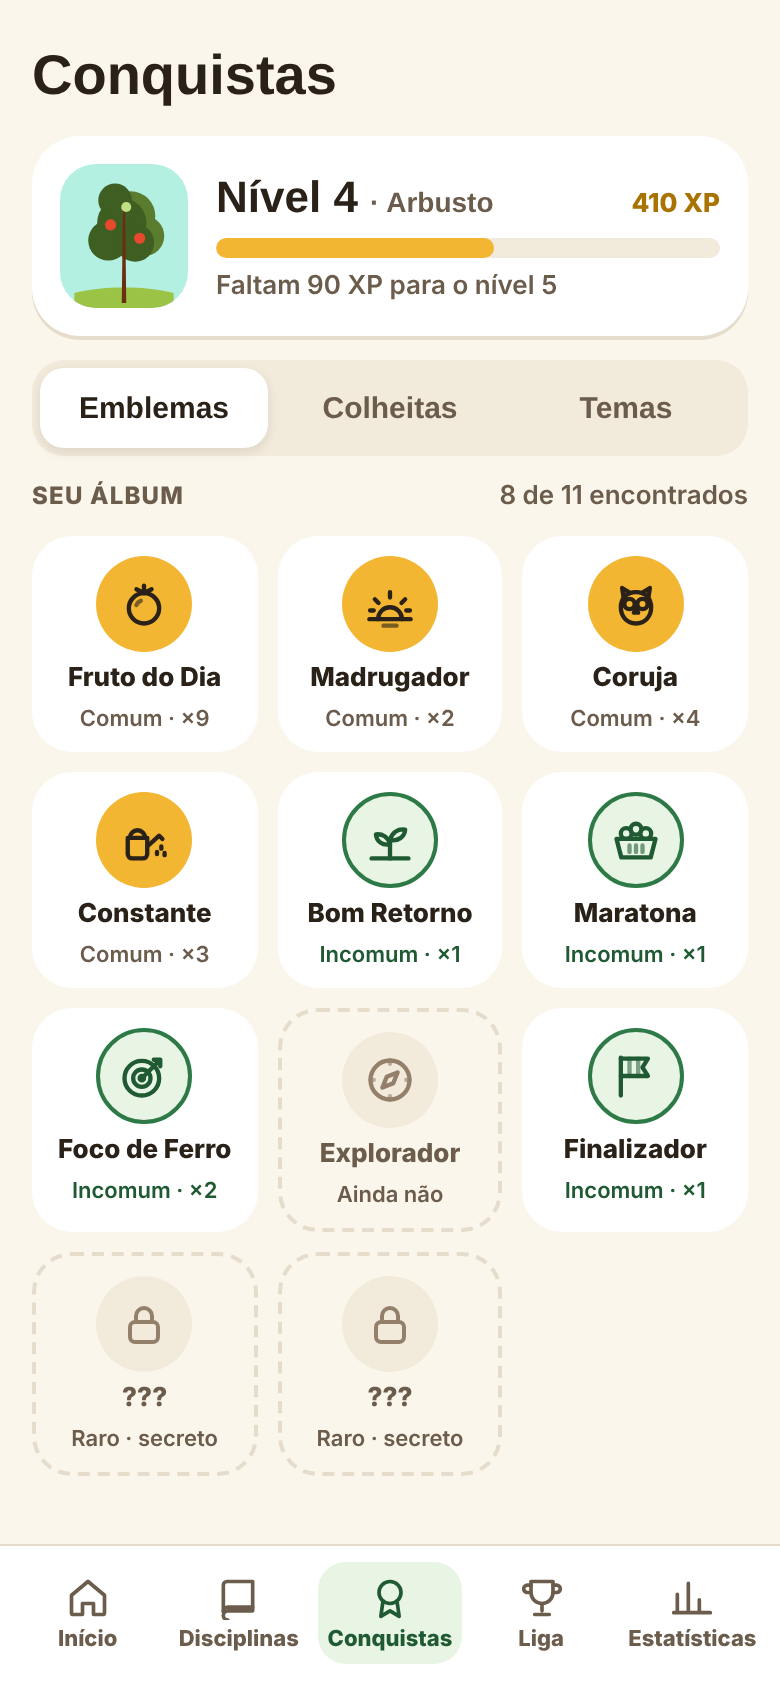 Conquistas
Nível 4 · Arbusto 410 XP
Faltam 90 XP para o nível 5
Emblemas Colheitas Temas
SEU ÁLBUM 8 de 11 encontrados
Fruto do Dia Madrugador Coruja
Comum · ×9 Comum · ×2 Comum · ×4
Constante Bom Retorno Maratona
Comum · ×3 Incomum · ×1 Incomum · ×1
Foco de Ferro Explorador Finalizador
Incomum · ×2 Ainda não Incomum · ×1
??? ???
Raro · secreto Raro · secreto
Início Disciplinas Conquistas Liga Estatísticas